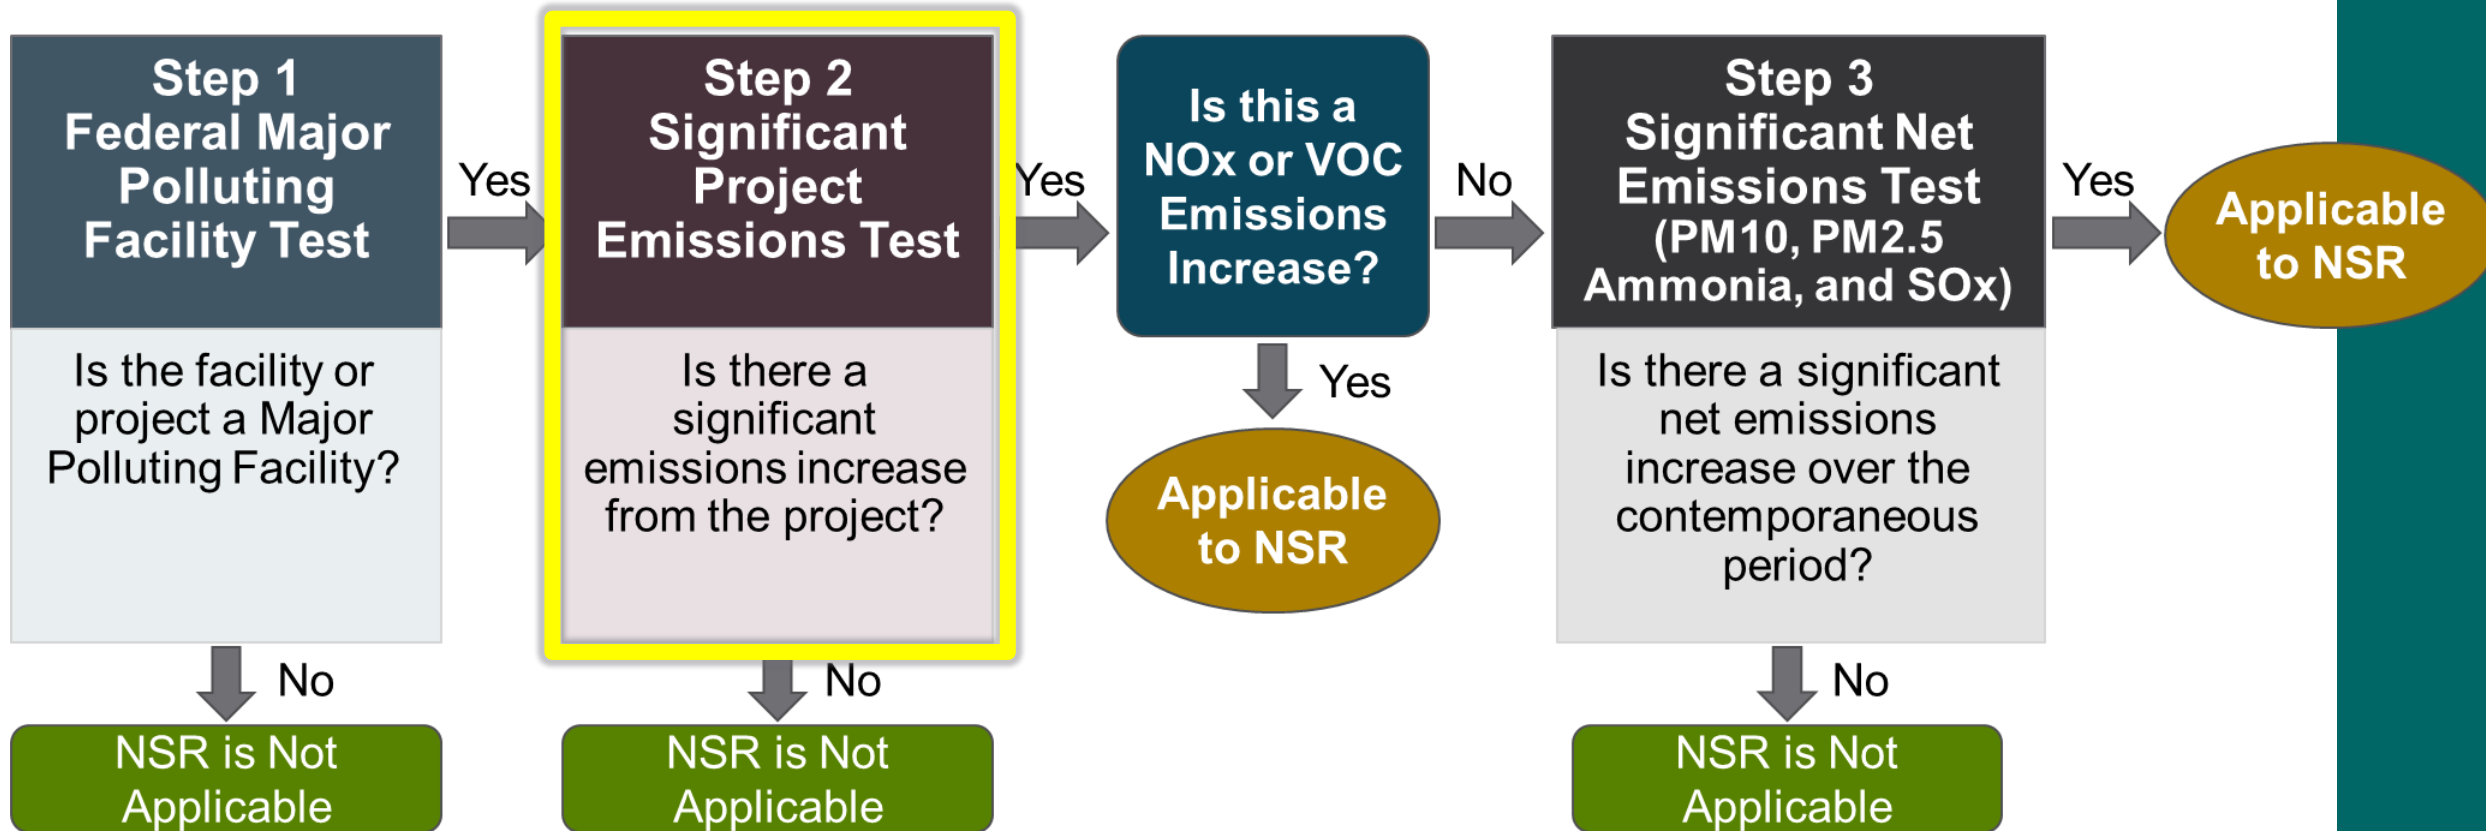 Step 1
Federal Major
Polluting
Facility Test
Is the facility or
project a Major
Polluting Facility?
No
NSR is Not
Applicable
Yes
Step 2
Significant
Project
Emissions Test
Is there a
significant
emissions increase
from the project?
No
NSR is Not
Applicable
Yes
Is this a
NOx or VOC
Emissions
Increase?
Yes
Applicable
to NSR
No
Step 3
Significant Net
Emissions Test
(PM10, PM2.5
Ammonia, and SOx)
Is there a significant
net emissions
increase over the
contemporaneous
period?
No
NSR is Not
Applicable
Yes
Applicable
to NSR